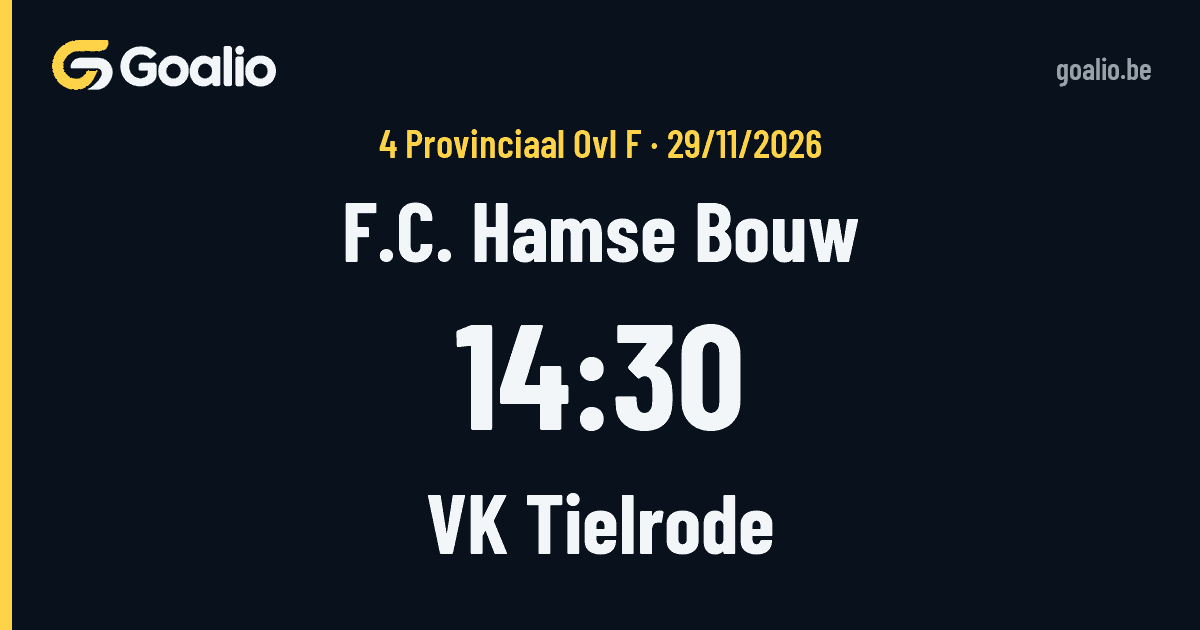 Goalio
goalio.be
4 Provinciaal Ovl F · 29/11/2026
F.C. Hamse Bouw
14:30
VK Tielrode